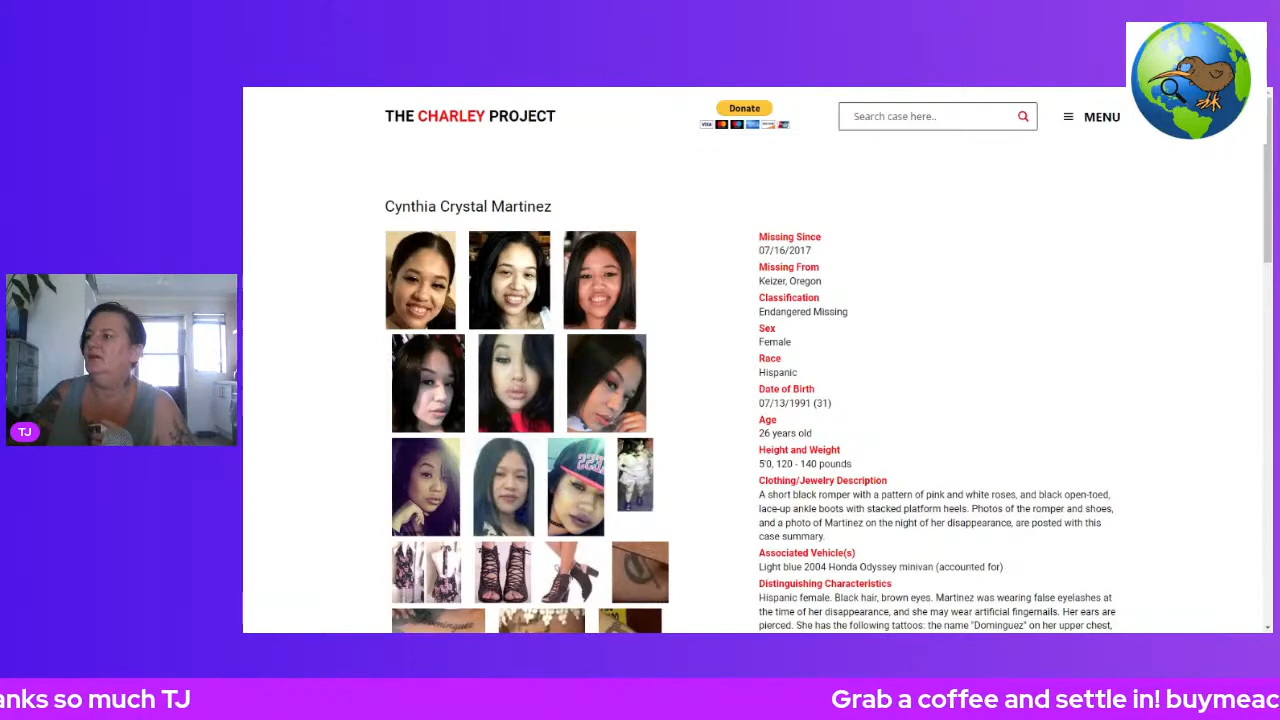 THE CHARLEY PROJECT
Donate
VISA
Search case here..
MENU
Cynthia Crystal Martinez
Missing Since
07/16/2017
Missing From
Keizer, Oregon
Classification
Endangered Missing
Sex
Female
Race
Hispanic
Date of Birth
07/13/1991 (31)
Age
26 years old
Height and Weight
5'0, 120 - 140 pounds
Clothing/Jewelry Description
A short black romper with a pattern of pink and white roses, and black open-toed,
lace-up ankle boots with stacked platform heels. Photos of the romper and shoes,
and a photo of Martinez on the night of her disappearance, are posted with this
case summary.
Associated Vehicle(s)
Light blue 2004 Honda Odyssey minivan (accounted for)
Distinguishing Characteristics
Hispanic female. Black hair, brown eyes. Martinez was wearing false eyelashes at
the time of her disappearance, and she may wear artificial fingernails. Her ears are
pierced. She has the following tattoos: the name "Dominguez" on her upper chest,
TJ
anks so much TJ
Grab a coffee and settle in! buymeac